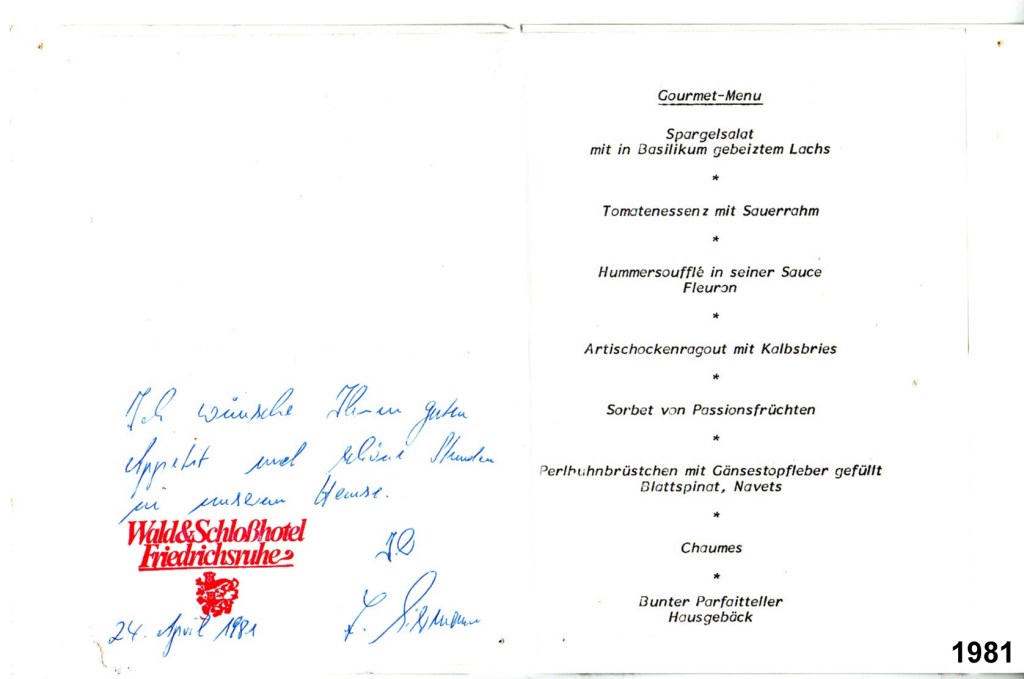 Ich wünsche Ihnen guten
Appetit und schöne Stunden
in unserem Hause.
Wald&Schloßhotel
Friedrichsruhe
Ihr
24. April 1981
Gourmet-Menu
Spargelsalat
mit in Basilikum gebeiztem Lachs
*
Tomatenessenz mit Sauerrahm
*
Hummersoufflé in seiner Sauce
Fleuron
*
Artischockenragout mit Kalbsbries
*
Sorbet von Passionsfrüchten
*
Perlhuhnbrüstchen mit Gänsestopfleber gefüllt
Blattspinat, Navets
*
Chaumes
*
Bunter Parfaitteller
Hausgebäck
1981